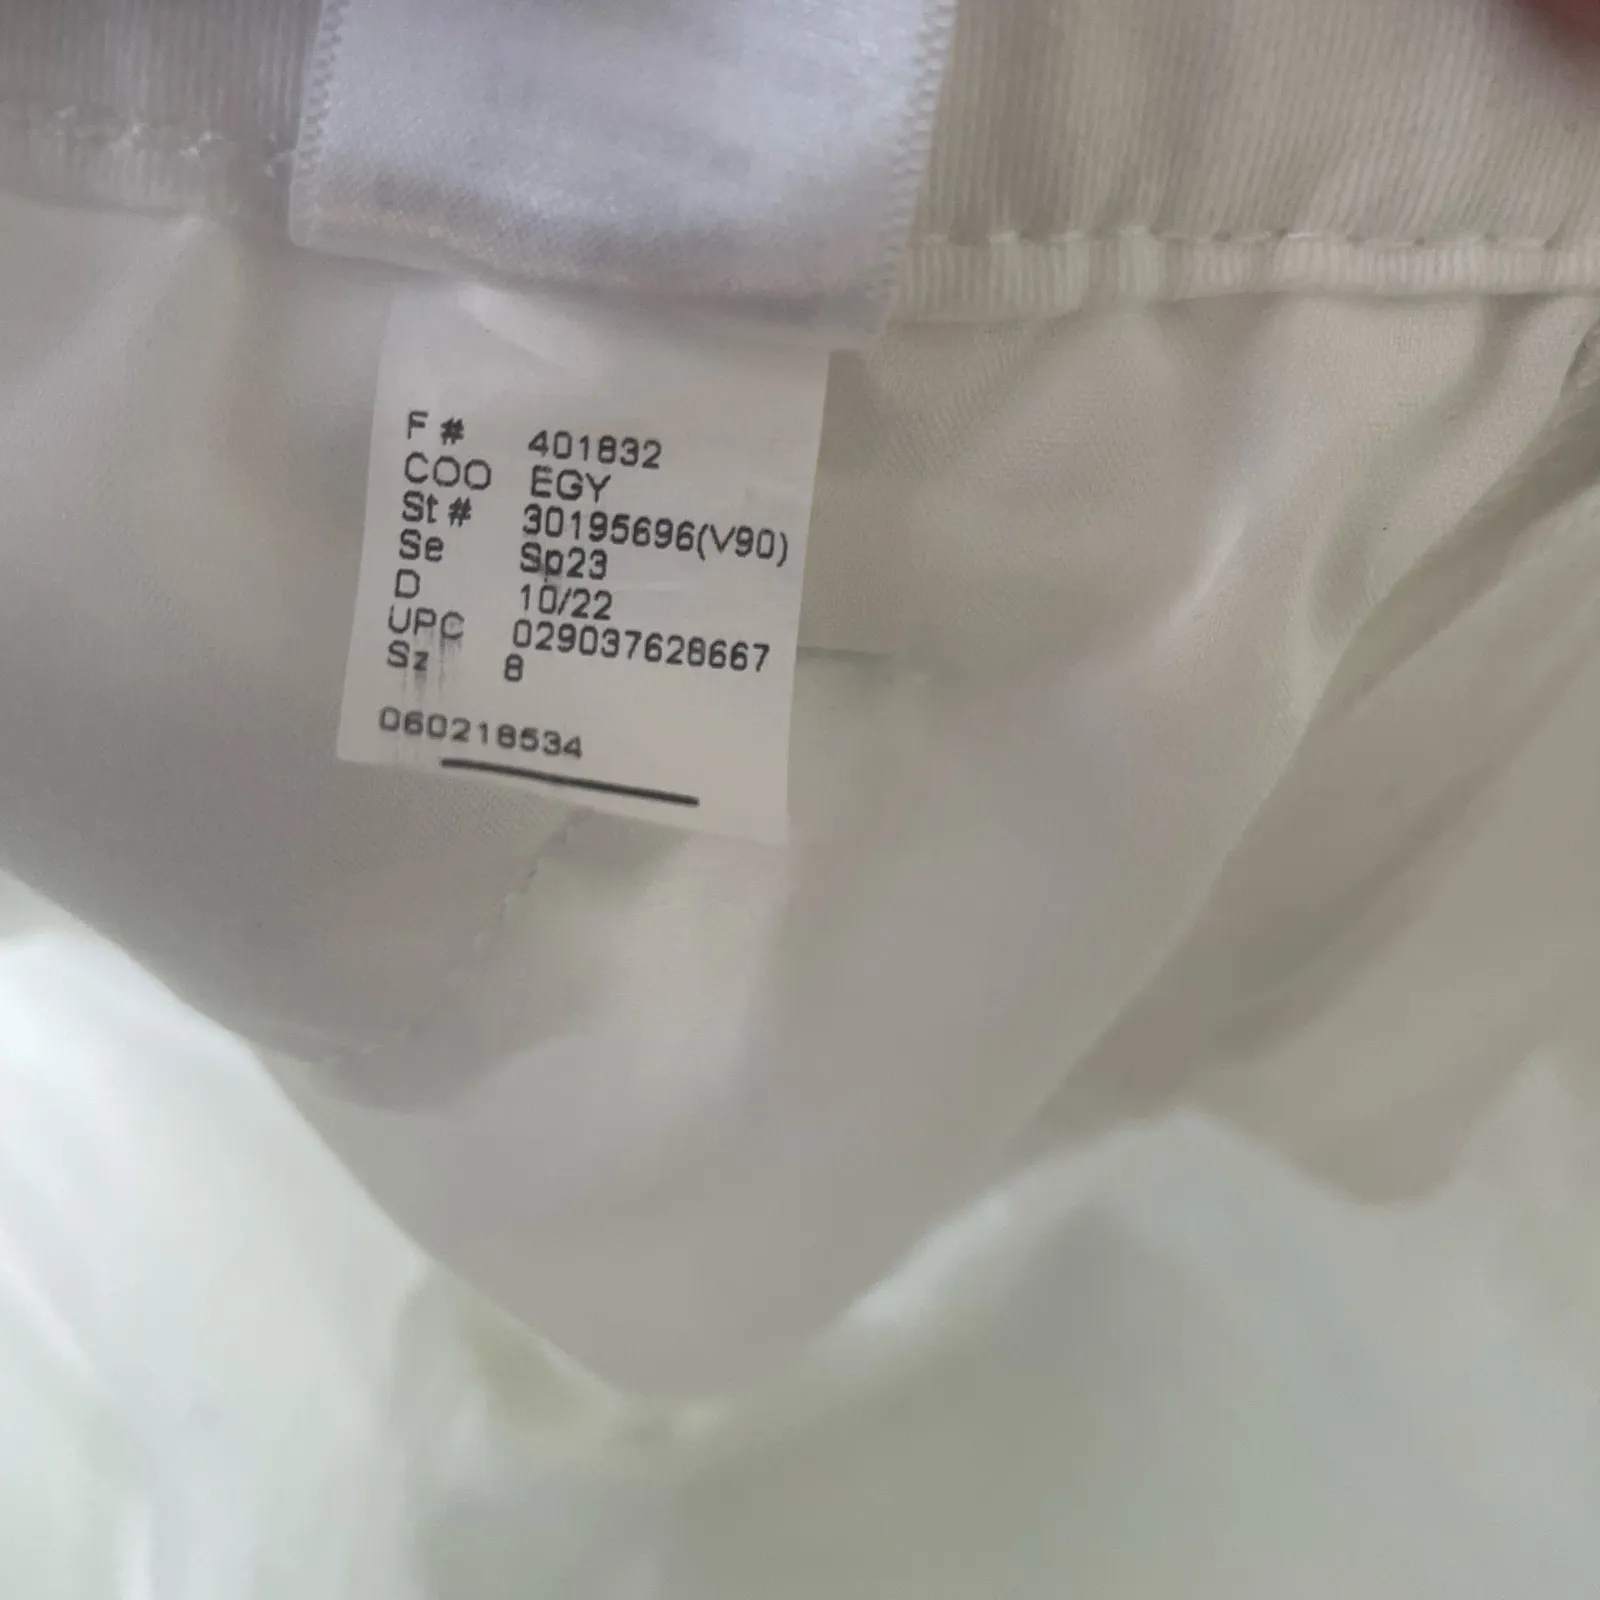 F # 401832
COO EGY
St # 30195696(V90)
Se Sp23
D 10/22
UPC 029037628667
Sz 8
060218534